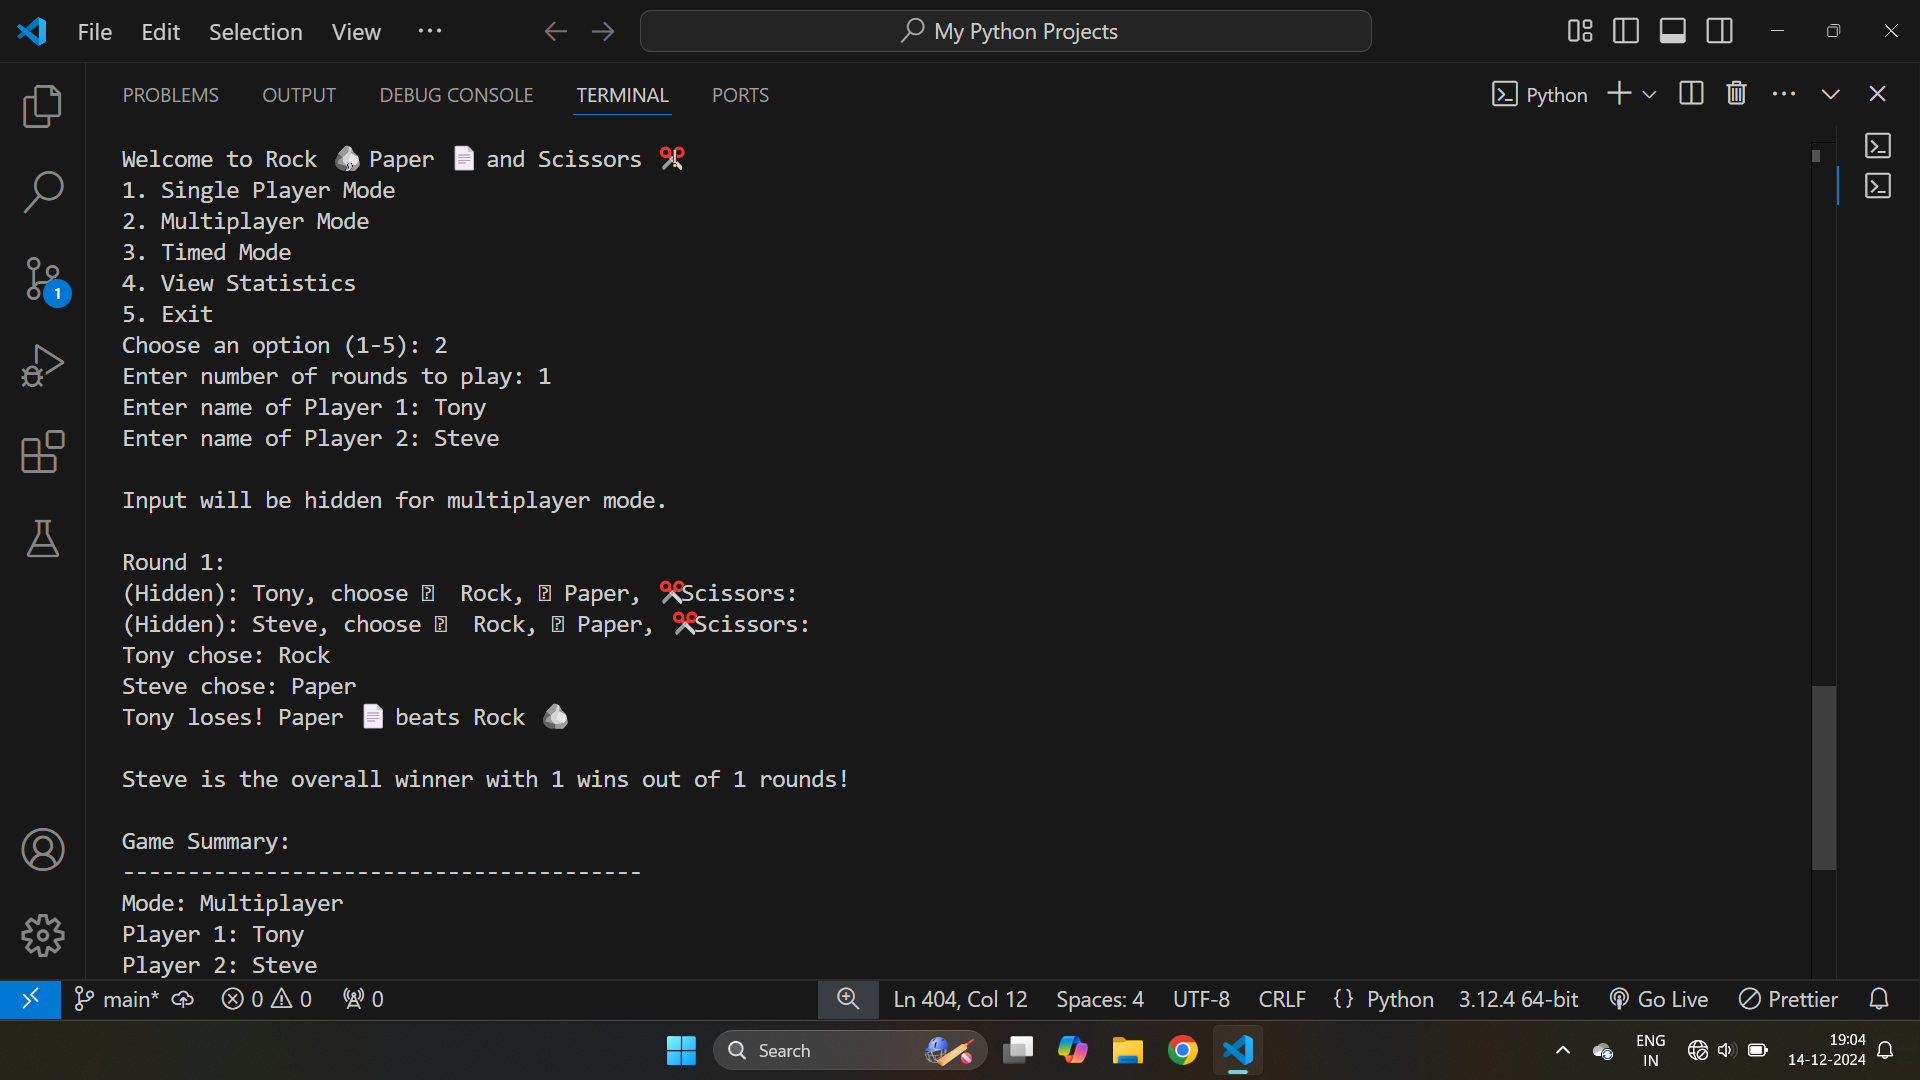 File Edit Selection View ··· My Python Projects
PROBLEMS OUTPUT DEBUG CONSOLE TERMINAL PORTS Python
Welcome to Rock 🪨 Paper 📄 and Scissors ✂️!
1. Single Player Mode
2. Multiplayer Mode
3. Timed Mode
4. View Statistics
5. Exit
Choose an option (1-5): 2
Enter number of rounds to play: 1
Enter name of Player 1: Tony
Enter name of Player 2: Steve
Input will be hidden for multiplayer mode.
Round 1:
(Hidden): Tony, choose Rock, Paper, ✂️Scissors:
(Hidden): Steve, choose Rock, Paper, ✂️Scissors:
Tony chose: Rock
Steve chose: Paper
Tony loses! Paper 📄 beats Rock 🪨
Steve is the overall winner with 1 wins out of 1 rounds!
Game Summary:
----------------------------------------
Mode: Multiplayer
Player 1: Tony
Player 2: Steve
1
main* 0 0 0 Ln 404, Col 12 Spaces: 4 UTF-8 CRLF {} Python 3.12.4 64-bit Go Live Prettier
Search ENG IN 19:04
14-12-2024